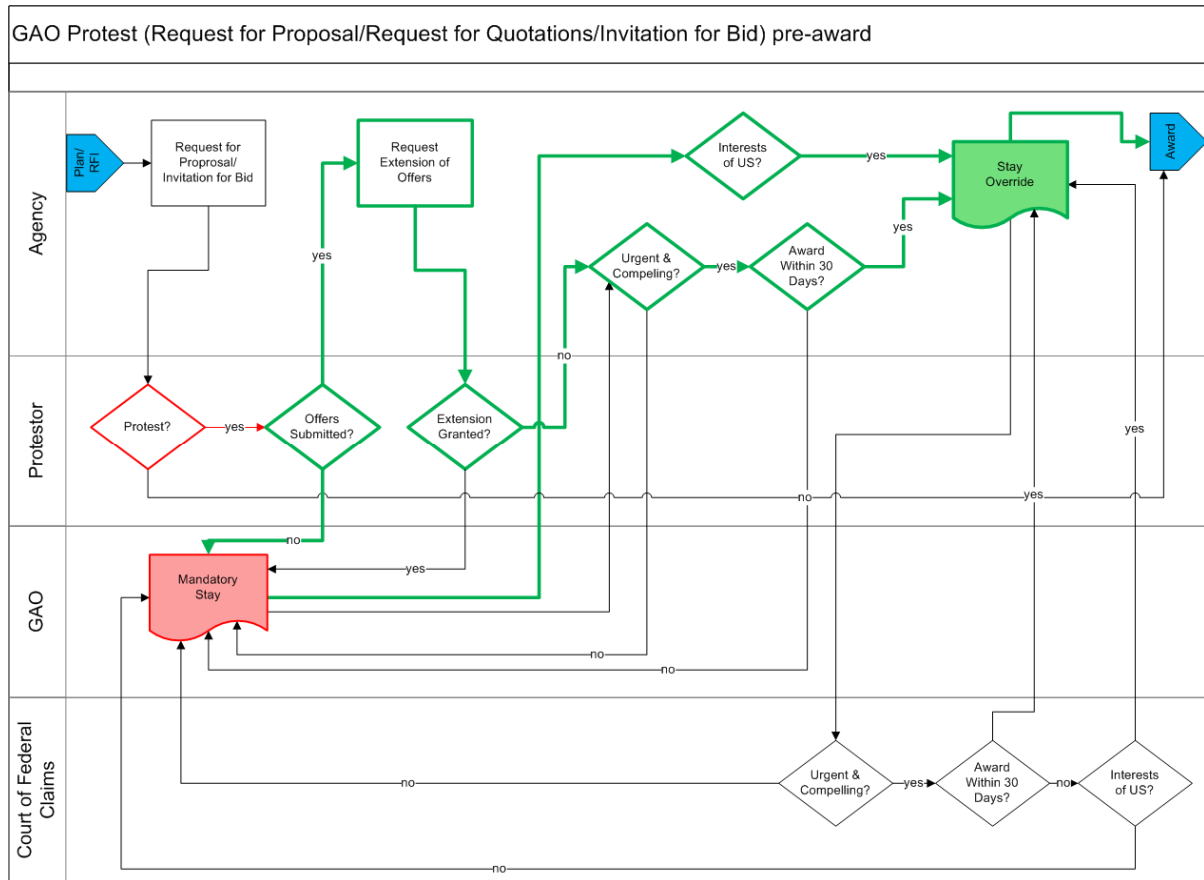 GAO Protest (Request for Proposal/Request for Quotations/Invitation for Bid) pre-award
Agency
Plan/
RFI
Request for
Proprosal/
Invitation for Bid
Request
Extension of
Offers
Interests
of US?
yes
Stay
Override
Award
yes
Urgent &
Compeling?
yes
Award
Within 30
Days?
yes
no
Protestor
Protest?
yes
Offers
Submitted?
Extension
Granted?
yes
no
no
yes
no
GAO
yes
Mandatory
Stay
no
no
Court of Federal
Claims
no
Urgent &
Compelling?
yes
Award
Within 30
Days?
no
Interests
of US?
no